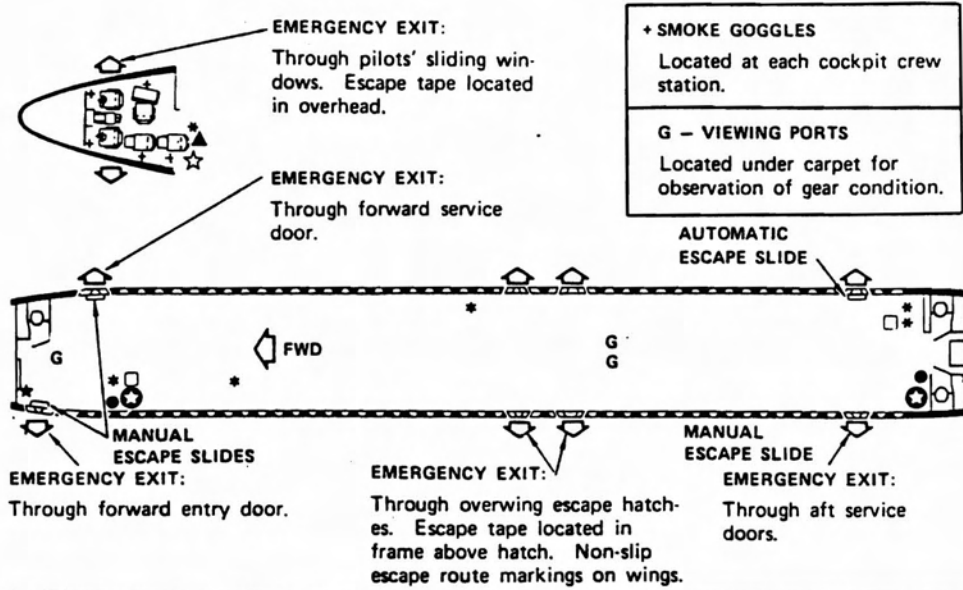 EMERGENCY EXIT:
Through pilots' sliding win-
dows. Escape tape located
in overhead.
+ SMOKE GOGGLES
Located at each cockpit crew
station.
G – VIEWING PORTS
Located under carpet for
observation of gear condition.
EMERGENCY EXIT:
Through forward service
door.
AUTOMATIC
ESCAPE SLIDE
G
FWD
G
G
MANUAL
ESCAPE SLIDES
EMERGENCY EXIT:
Through forward entry door.
EMERGENCY EXIT:
Through overwing escape hatch-
es. Escape tape located in
frame above hatch. Non-slip
escape route markings on wings.
MANUAL
ESCAPE SLIDE
EMERGENCY EXIT:
Through aft service
doors.